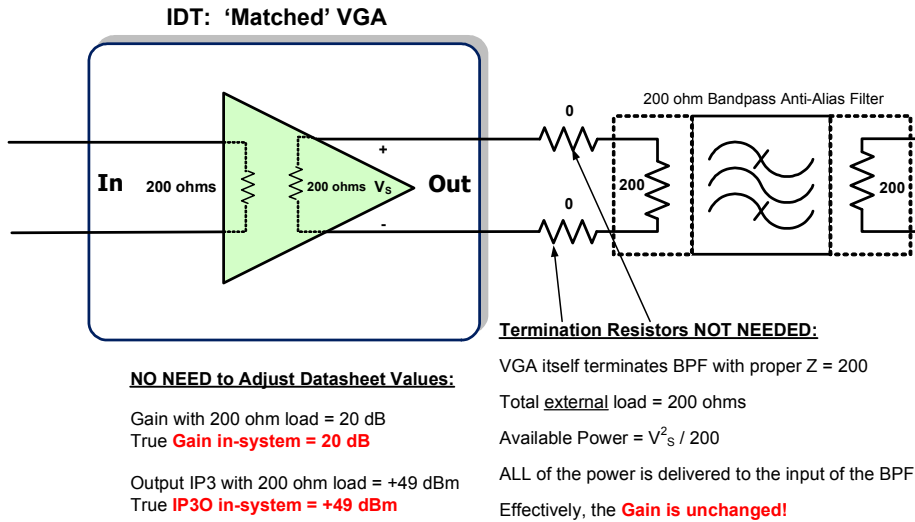 IDT: 'Matched' VGA
200 ohm Bandpass Anti-Alias Filter
0
+
In
200 ohms
200 ohms
Vs
Out
200
200
0
-
Termination Resistors NOT NEEDED:
VGA itself terminates BPF with proper Z = 200
Total external load = 200 ohms
Available Power = V²s / 200
ALL of the power is delivered to the input of the BPF
Effectively, the Gain is unchanged!
NO NEED to Adjust Datasheet Values:
Gain with 200 ohm load = 20 dB
True Gain in-system = 20 dB
Output IP3 with 200 ohm load = +49 dBm
True IP3O in-system = +49 dBm